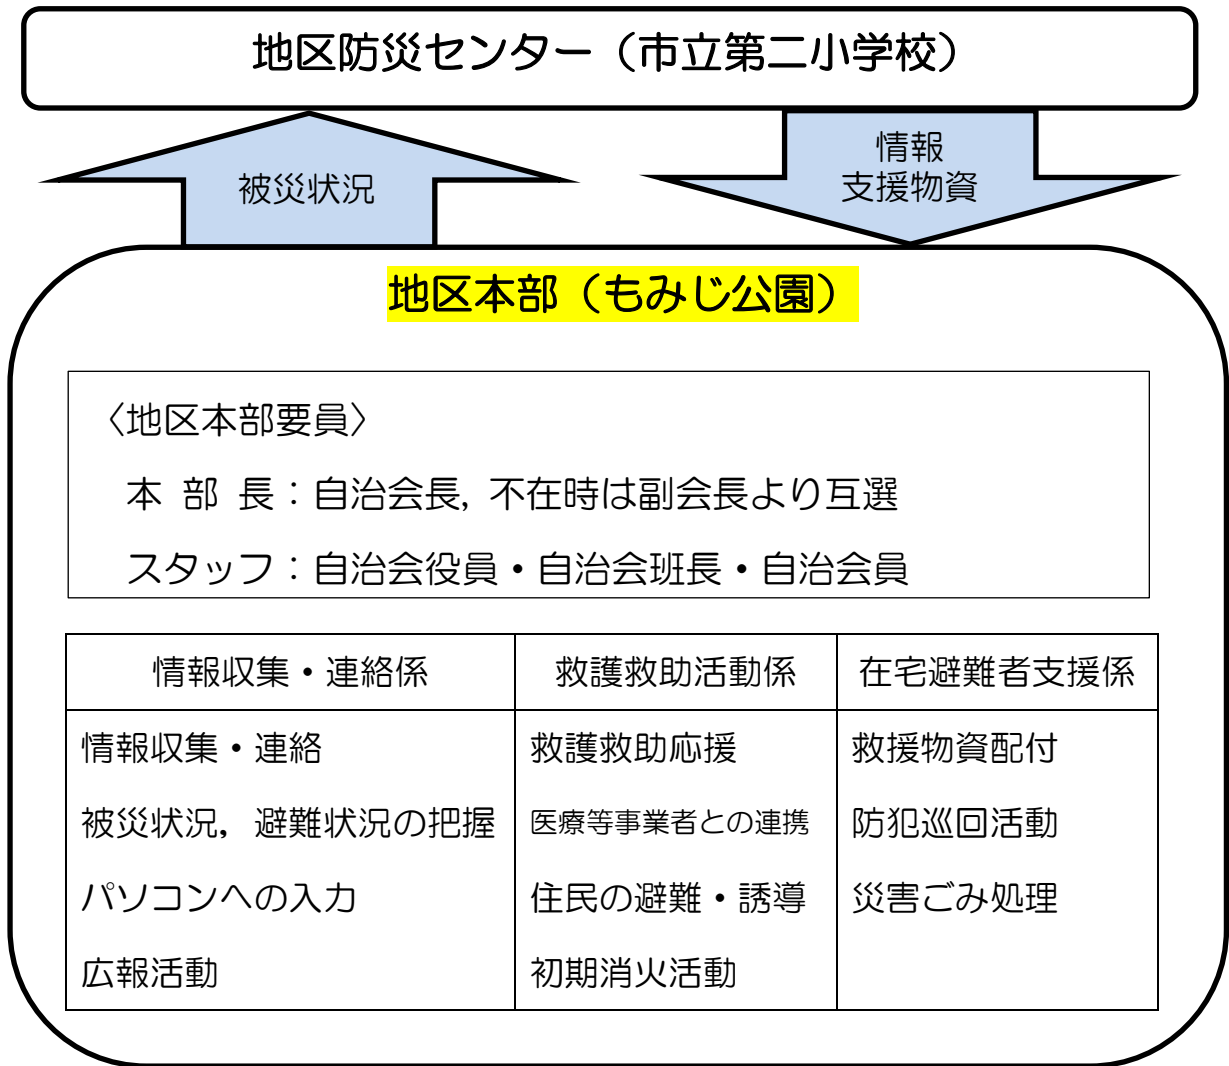 地区防災センター（市立第二小学校）
被災状況
情報
支援物資
地区本部（もみじ公園）
〈地区本部要員〉
本 部 長：自治会長，不在時は副会長より互選
スタッフ：自治会役員・自治会班長・自治会員
情報収集・連絡係
救護救助活動係
在宅避難者支援係
情報収集・連絡
被災状況，避難状況の把握
パソコンへの入力
広報活動
救護救助応援
医療等事業者との連携
住民の避難・誘導
初期消火活動
救援物資配付
防犯巡回活動
災害ごみ処理